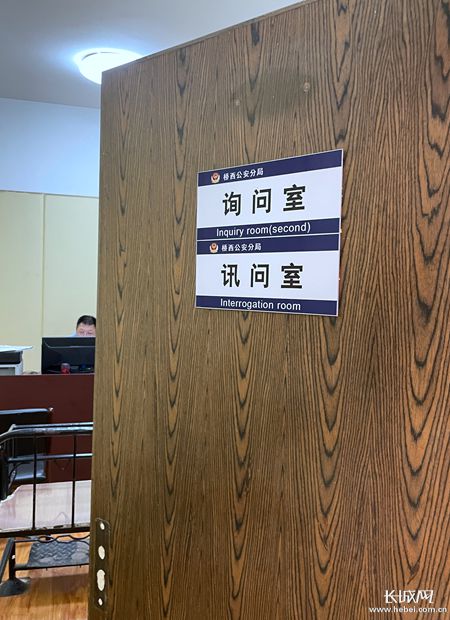 桥西公安分局
询问室
Inquiry room(second)
桥西公安分局
讯问室
Interrogation room
长城网
www.hebei.com.cn